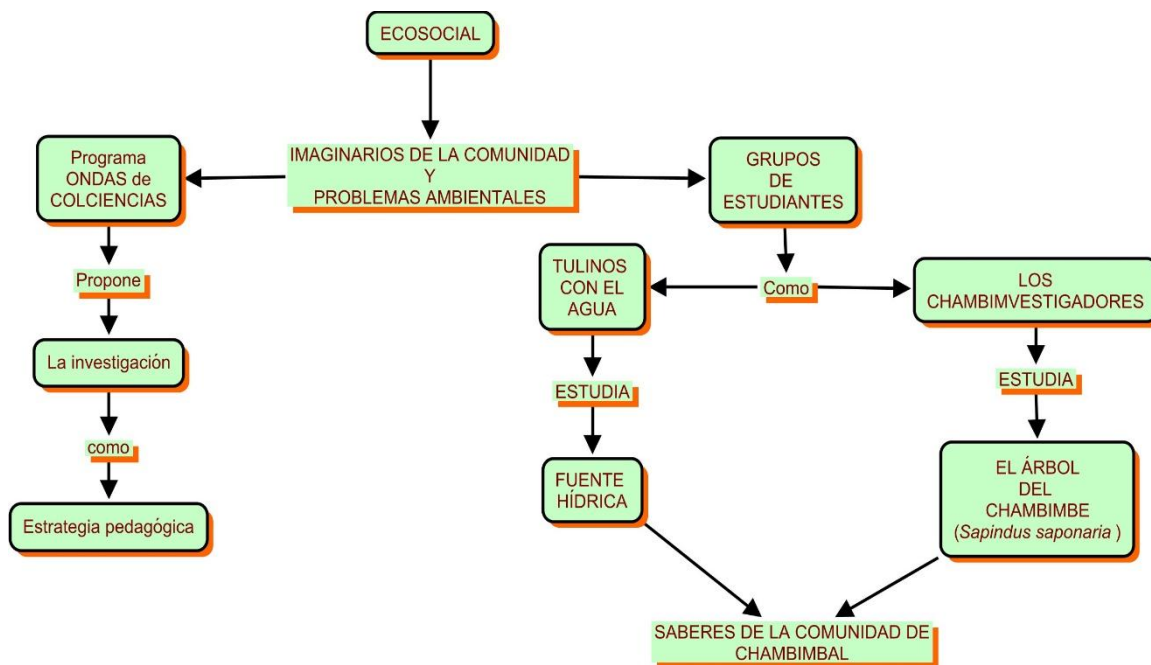 ECOSOCIAL
IMAGINARIOS DE LA COMUNIDAD
Y
PROBLEMAS AMBIENTALES
Programa
ONDAS de
COLCIENCIAS
Propone
La investigación
como
Estrategia pedagógica
GRUPOS
DE
ESTUDIANTES
Como
TULINOS
CON EL
AGUA
ESTUDIA
FUENTE
HÍDRICA
LOS
CHAMBIMVESTIGADORES
ESTUDIA
EL ÁRBOL
DEL
CHAMBIMBE
(Sapindus saponaria )
SABERES DE LA COMUNIDAD DE
CHAMBIMBAL